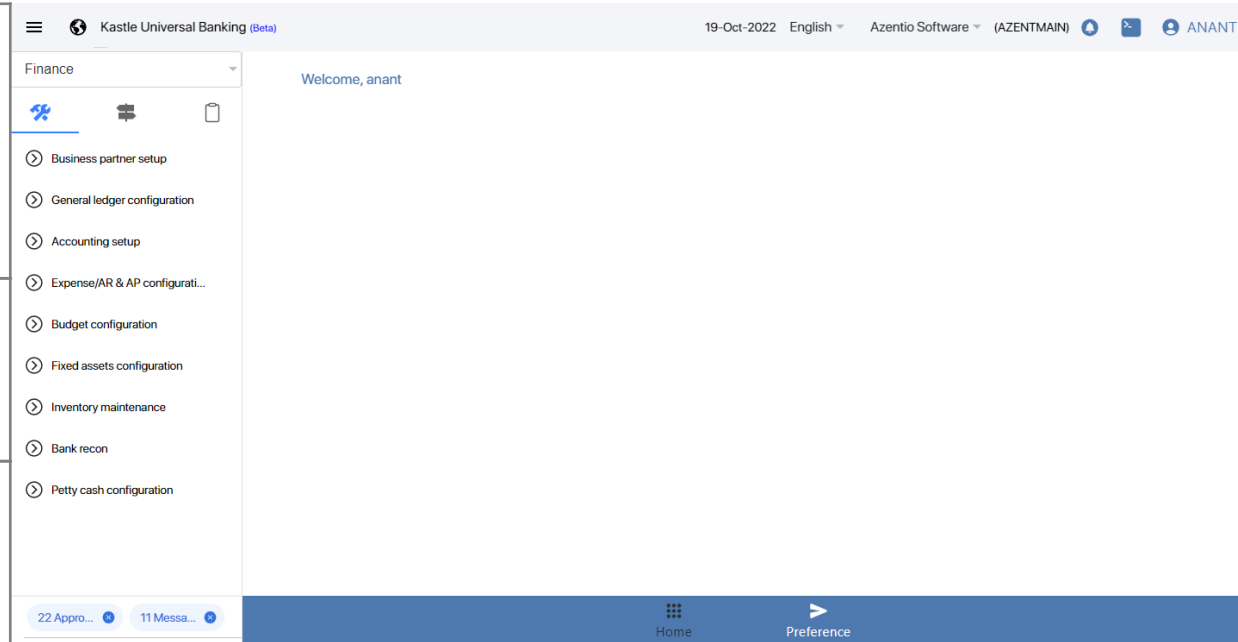 Kastle Universal Banking (Beta)
19-Oct-2022 English Azentio Software (AZENTMAIN) ANANT
Finance
Welcome, anant
Business partner setup
General ledger configuration
Accounting setup
Expense/AR & AP configurati...
Budget configuration
Fixed assets configuration
Inventory maintenance
Bank recon
Petty cash configuration
22 Appro... 11 Messa...
Home Preference